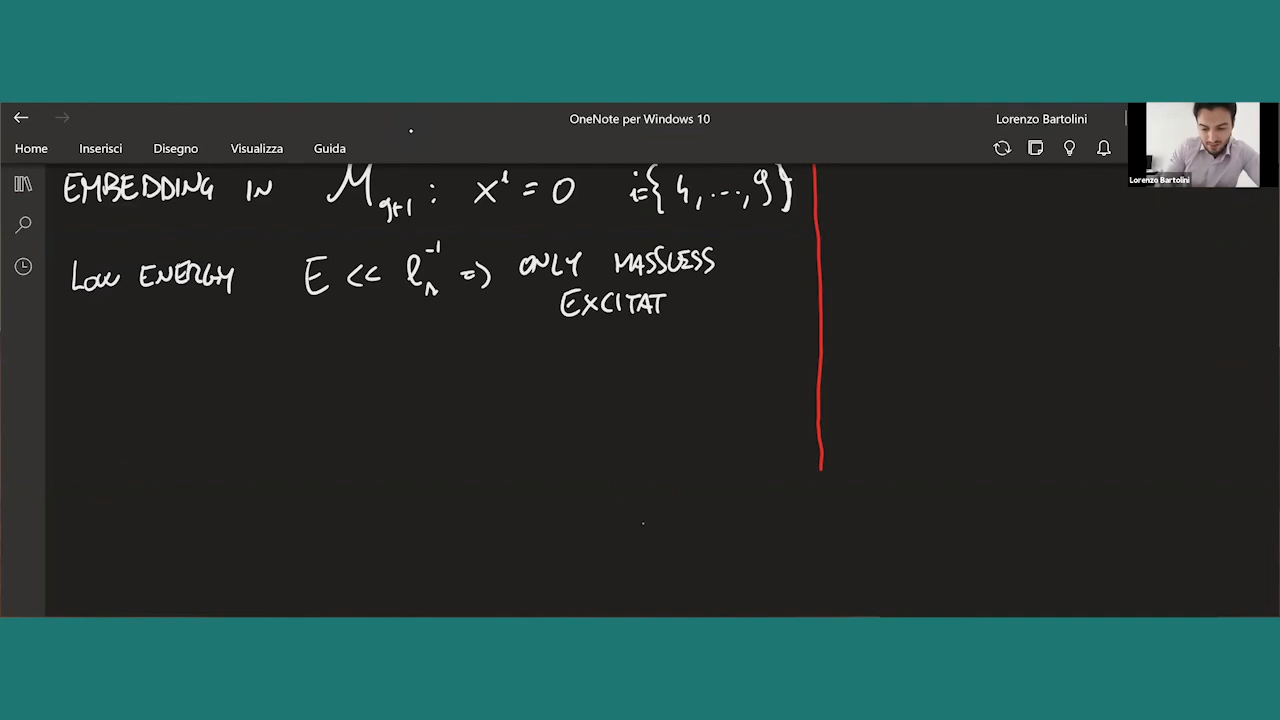 OneNote per Windows 10
Lorenzo Bartolini
Home Inserisci Disegno Visualizza Guida
Lorenzo Bartolini
EMBEDDING IN M₉₊₁ : xⁱ = 0 i={4,...,9}
LOW ENERGY E << lₛ⁻¹ => ONLY MASSLESS
EXCITAT